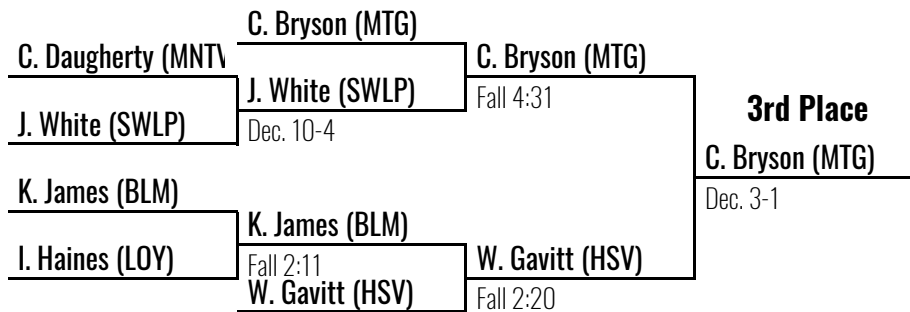 C. Bryson (MTG)
C. Daugherty (MNTV
C. Bryson (MTG)
J. White (SWLP)
Fall 4:31
3rd Place
J. White (SWLP)
Dec. 10-4
C. Bryson (MTG)
K. James (BLM)
Dec. 3-1
K. James (BLM)
I. Haines (LOY)
Fall 2:11
W. Gavitt (HSV)
W. Gavitt (HSV)
Fall 2:20